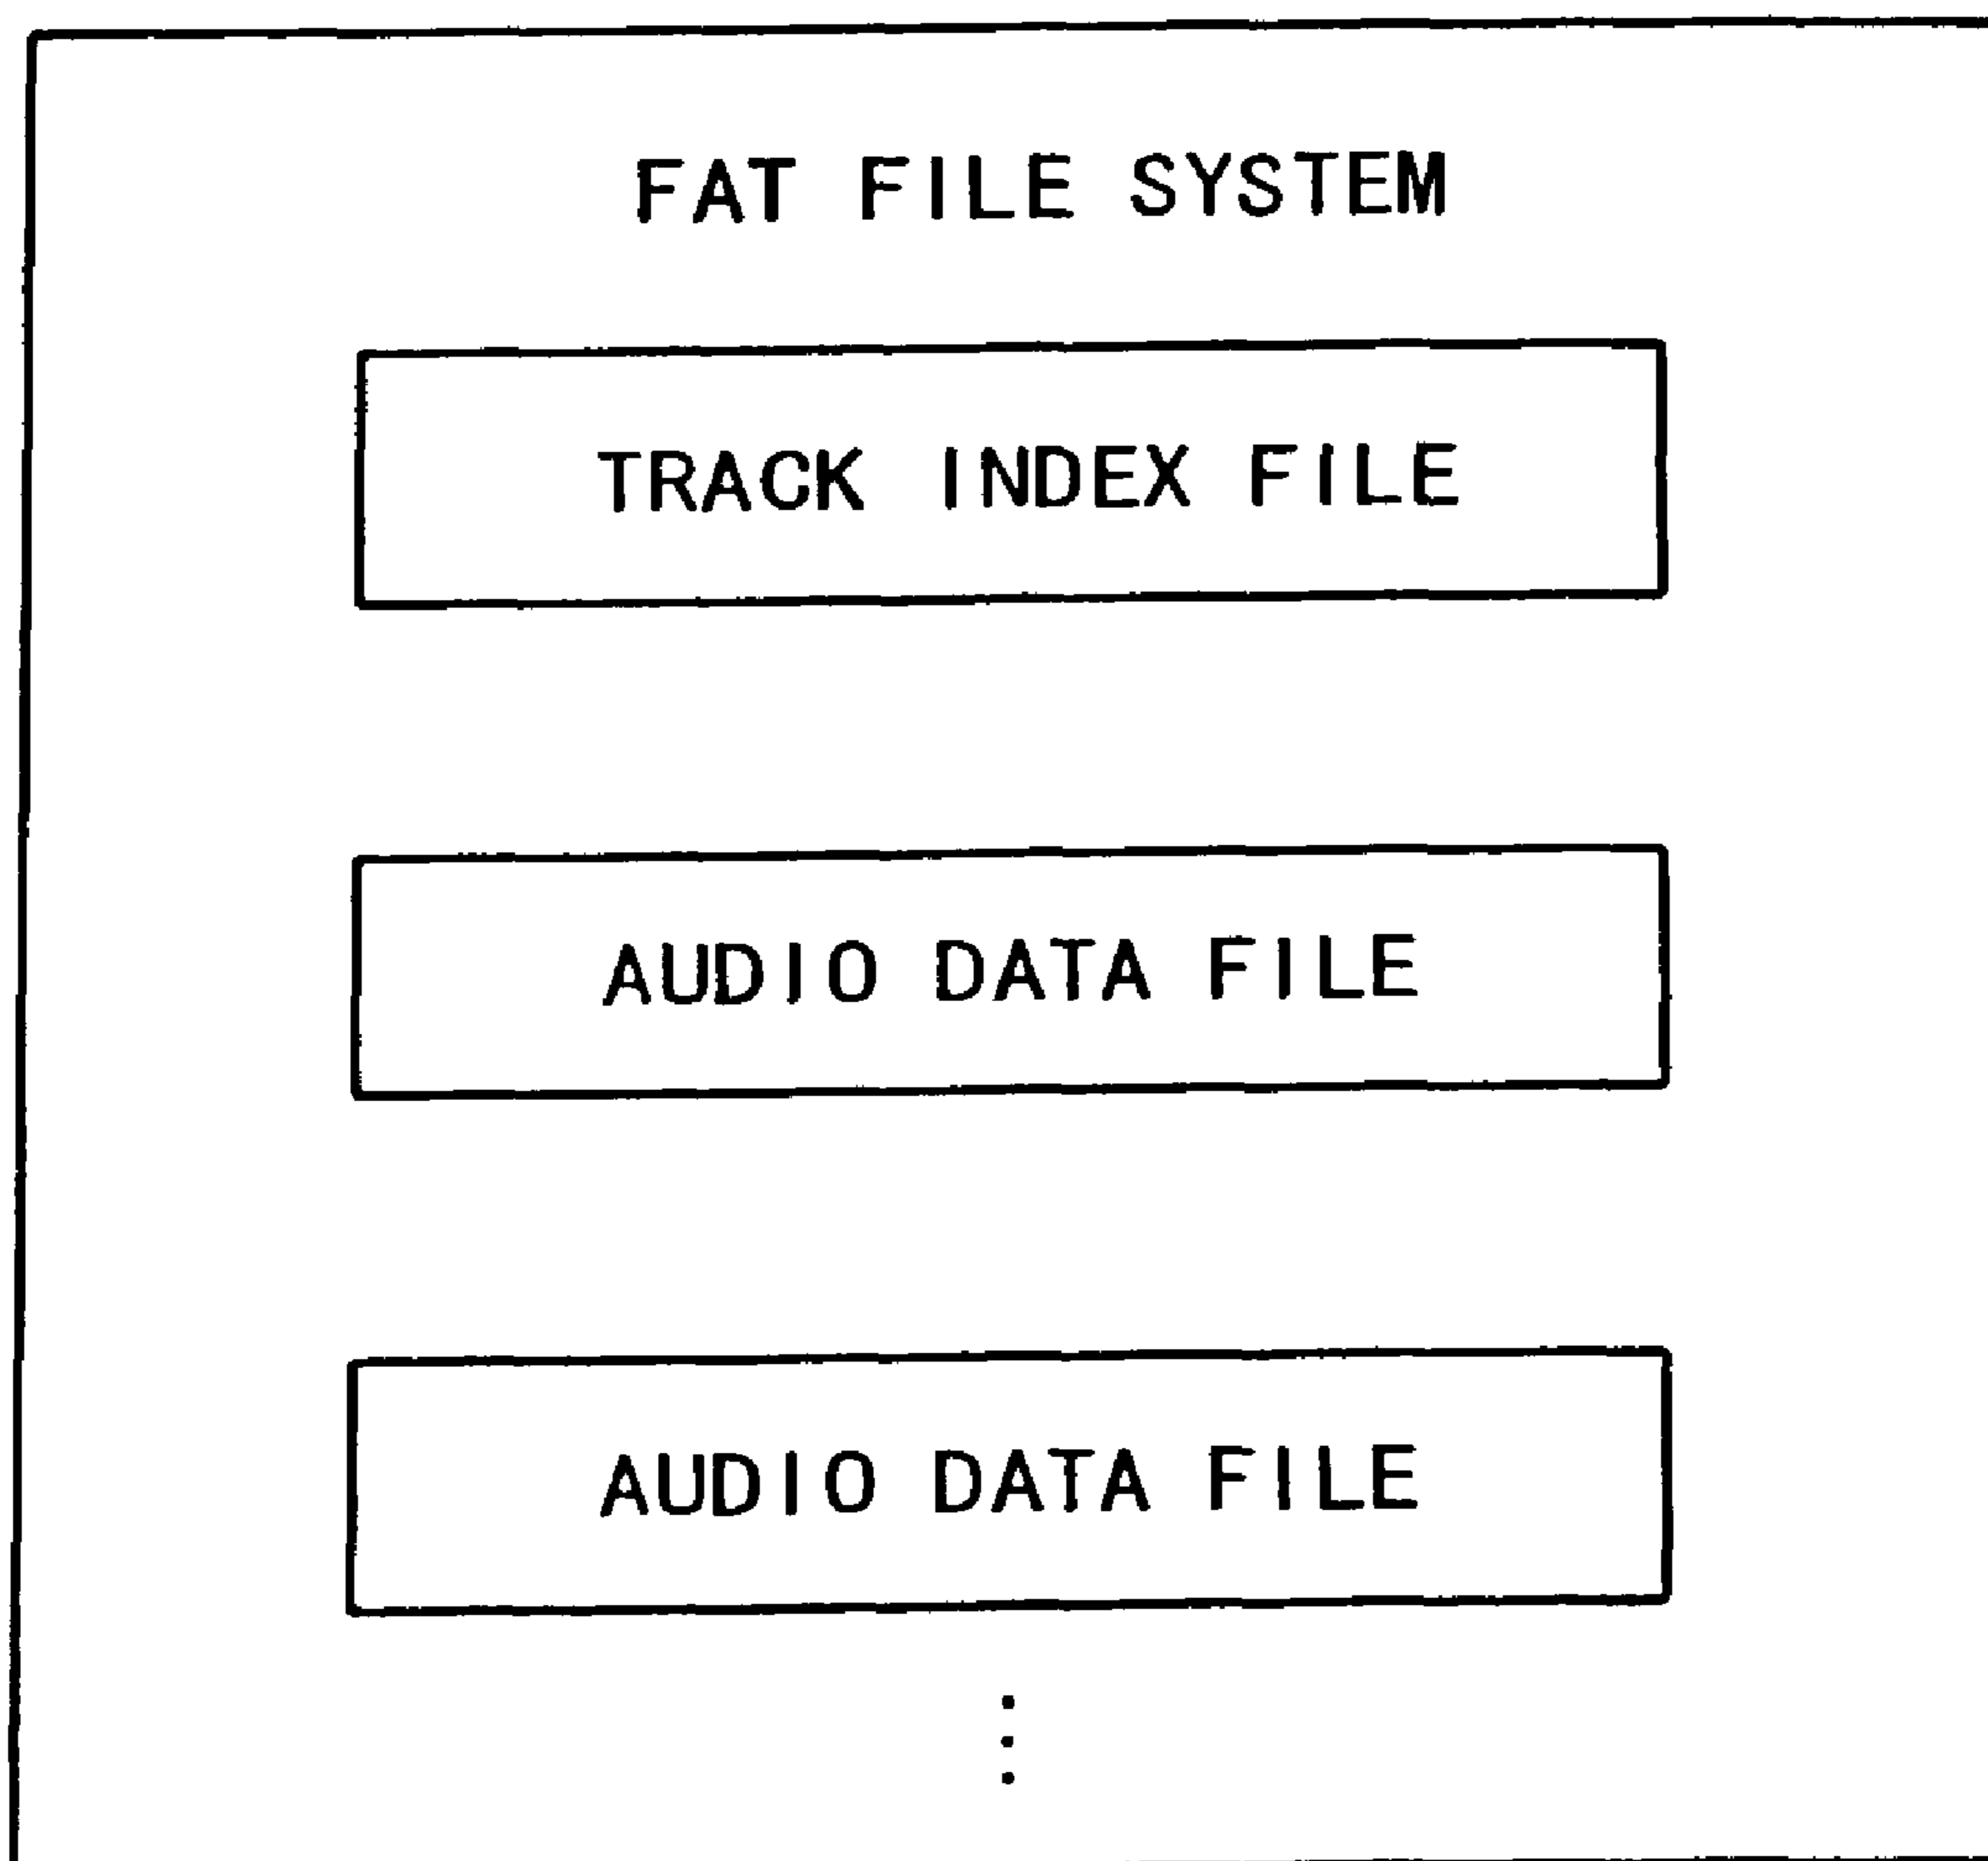 FAT FILE SYSTEM
TRACK INDEX FILE
AUDIO DATA FILE
AUDIO DATA FILE